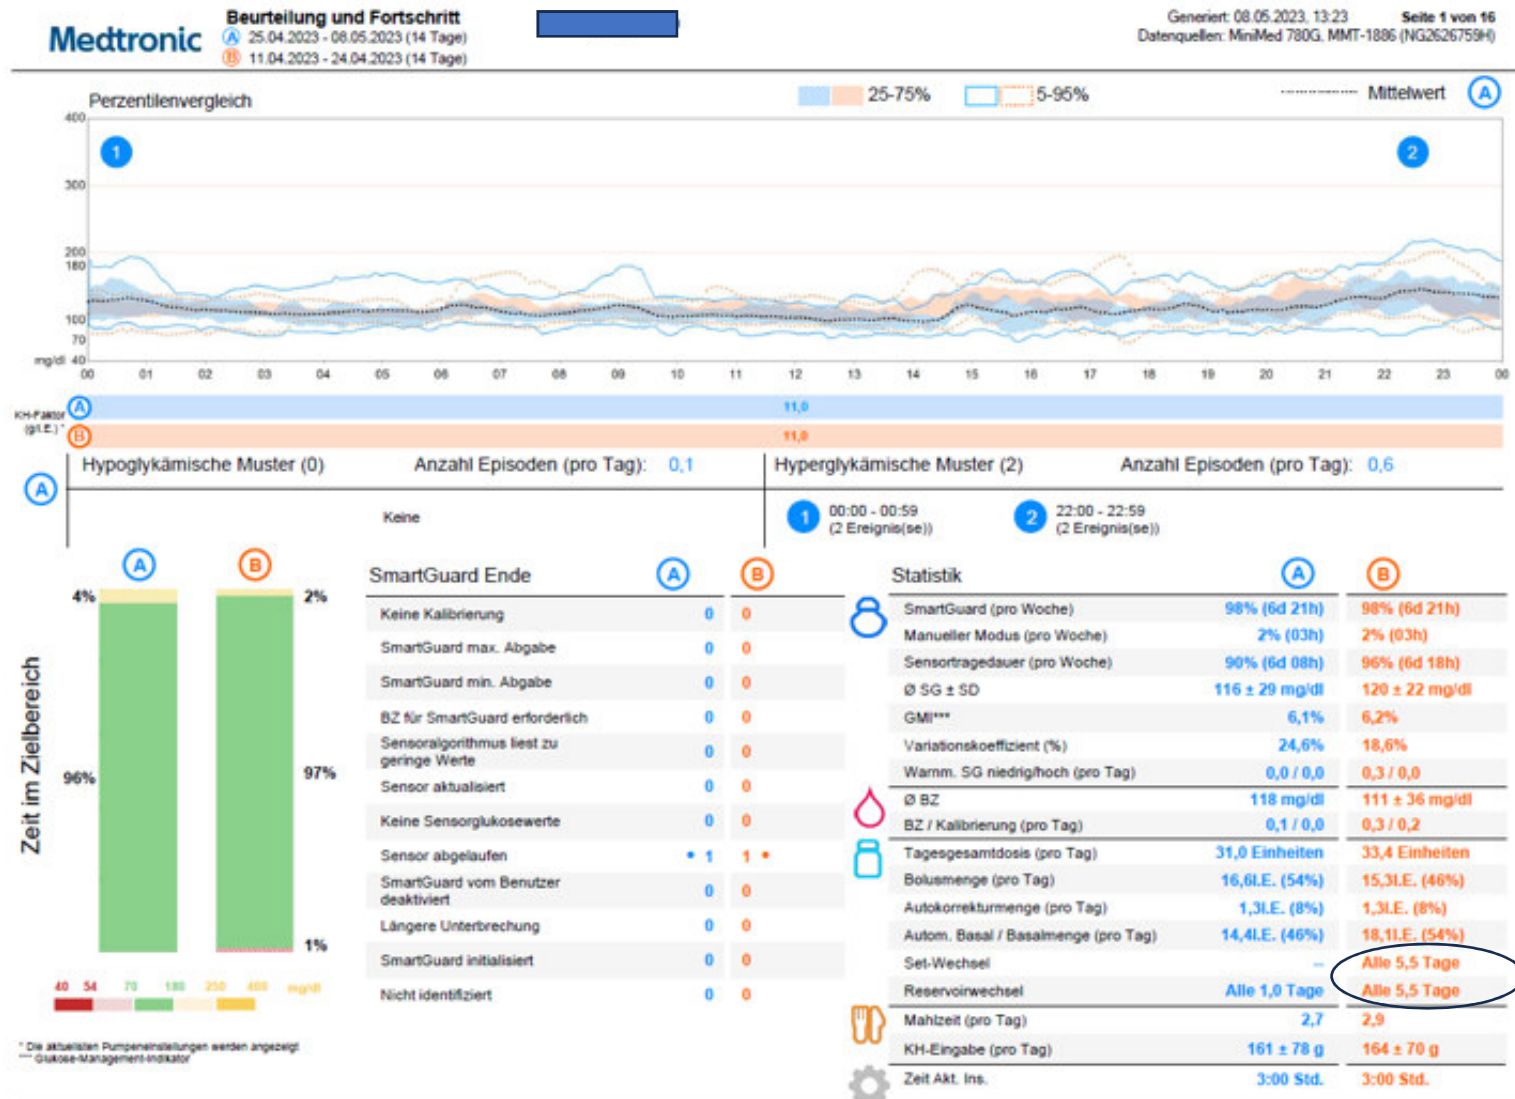 Medtronic
Beurteilung und Fortschritt
A 25.04.2023 - 08.05.2023 (14 Tage)
B 11.04.2023 - 24.04.2023 (14 Tage)
Generiert: 08.05.2023, 13:23 Seite 1 von 16
Datenquellen: MiniMed 780G, MMT-1886 (NG2626759H)
Perzentilenvergleich
25-75% 5-95% Mittelwert A
400
1 2
300
200
180
100
70
mg/dl 40
00 01 02 03 04 05 06 07 08 09 10 11 12 13 14 15 16 17 18 19 20 21 22 23 00
KH-Faktor (g/I.E.) *
A 11,0
B 11,0
A
Hypoglykämische Muster (0) Anzahl Episoden (pro Tag): 0,1
Keine
Hyperglykämische Muster (2) Anzahl Episoden (pro Tag): 0,6
1 00:00 - 00:59 (2 Ereignis(se))
2 22:00 - 22:59 (2 Ereignis(se))
Zeit im Zielbereich
A B
4% 2%
96% 97%
1%
40 54 70 180 250 400 mg/dl
SmartGuard Ende A B
Keine Kalibrierung 0 0
SmartGuard max. Abgabe 0 0
SmartGuard min. Abgabe 0 0
BZ für SmartGuard erforderlich 0 0
Sensoralgorithmus liest zu
geringe Werte 0 0
Sensor aktualisiert 0 0
Keine Sensorglukosewerte 0 0
Sensor abgelaufen • 1 1 •
SmartGuard vom Benutzer
deaktiviert 0 0
Längere Unterbrechung 0 0
SmartGuard initialisiert 0 0
Nicht identifiziert 0 0
Statistik A B
SmartGuard (pro Woche) 98% (6d 21h) 98% (6d 21h)
Manueller Modus (pro Woche) 2% (03h) 2% (03h)
Sensortragedauer (pro Woche) 90% (6d 08h) 96% (6d 18h)
Ø SG ± SD 116 ± 29 mg/dl 120 ± 22 mg/dl
GMI*** 6,1% 6,2%
Variationskoeffizient (%) 24,6% 18,6%
Warnm. SG niedrig/hoch (pro Tag) 0,0 / 0,0 0,3 / 0,0
Ø BZ 118 mg/dl 111 ± 36 mg/dl
BZ / Kalibrierung (pro Tag) 0,1 / 0,0 0,3 / 0,2
Tagesgesamtdosis (pro Tag) 31,0 Einheiten 33,4 Einheiten
Bolusmenge (pro Tag) 16,6I.E. (54%) 15,3I.E. (46%)
Autokorrekturmenge (pro Tag) 1,3I.E. (8%) 1,3I.E. (8%)
Autom. Basal / Basalmenge (pro Tag) 14,4I.E. (46%) 18,1I.E. (54%)
Set-Wechsel -- Alle 5,5 Tage
Reservoirwechsel Alle 1,0 Tage Alle 5,5 Tage
Mahlzeit (pro Tag) 2,7 2,9
KH-Eingabe (pro Tag) 161 ± 78 g 164 ± 70 g
Zeit Akt. Ins. 3:00 Std. 3:00 Std.
* Die aktuellsten Pumpeneinstellungen werden angezeigt
*** Glukose-Management-Indikator